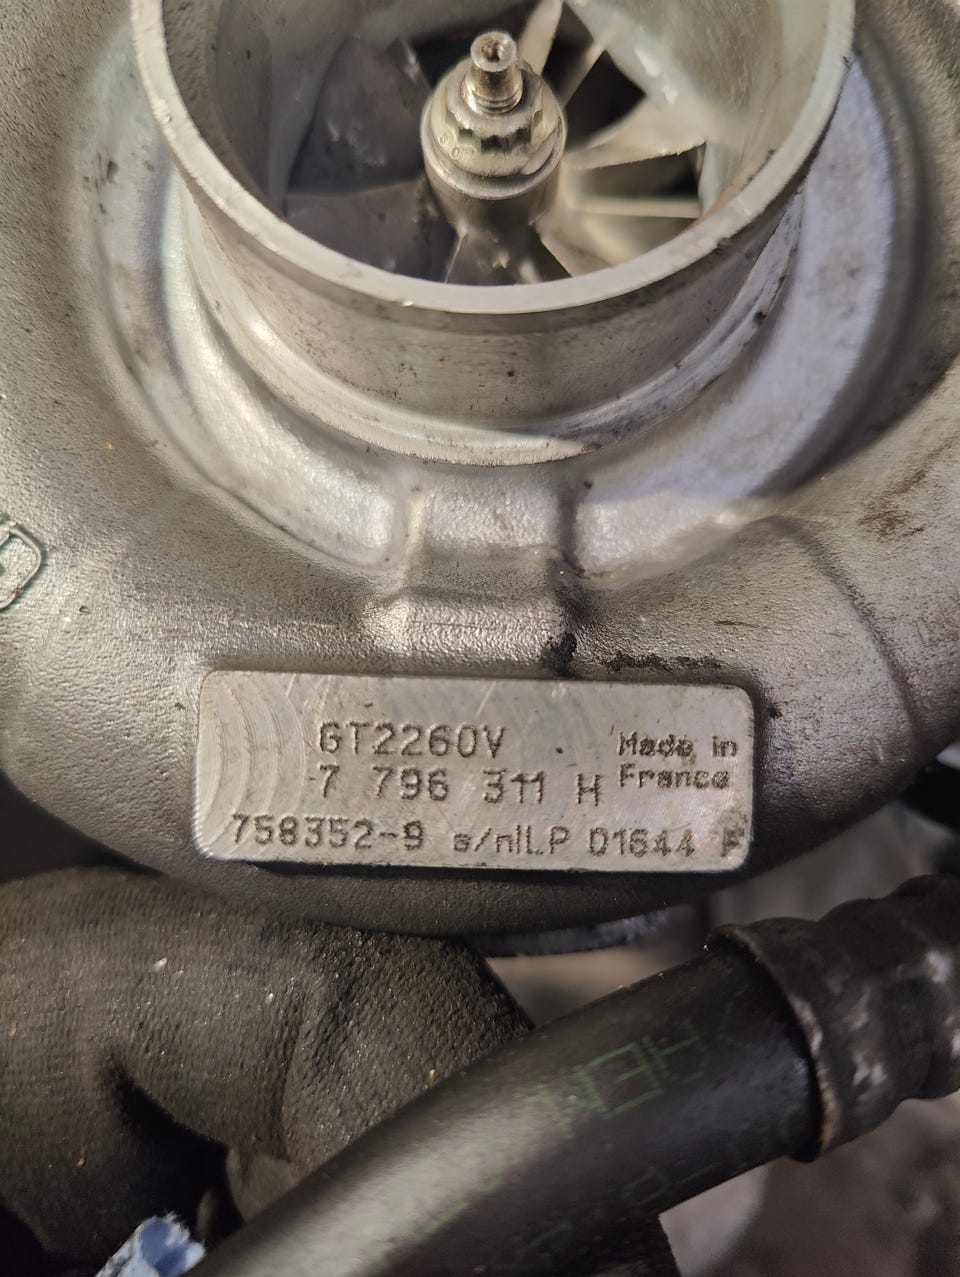 GT2260V
Made in
France
7 796 311 H
758352-9 s/n|LP D1644 F